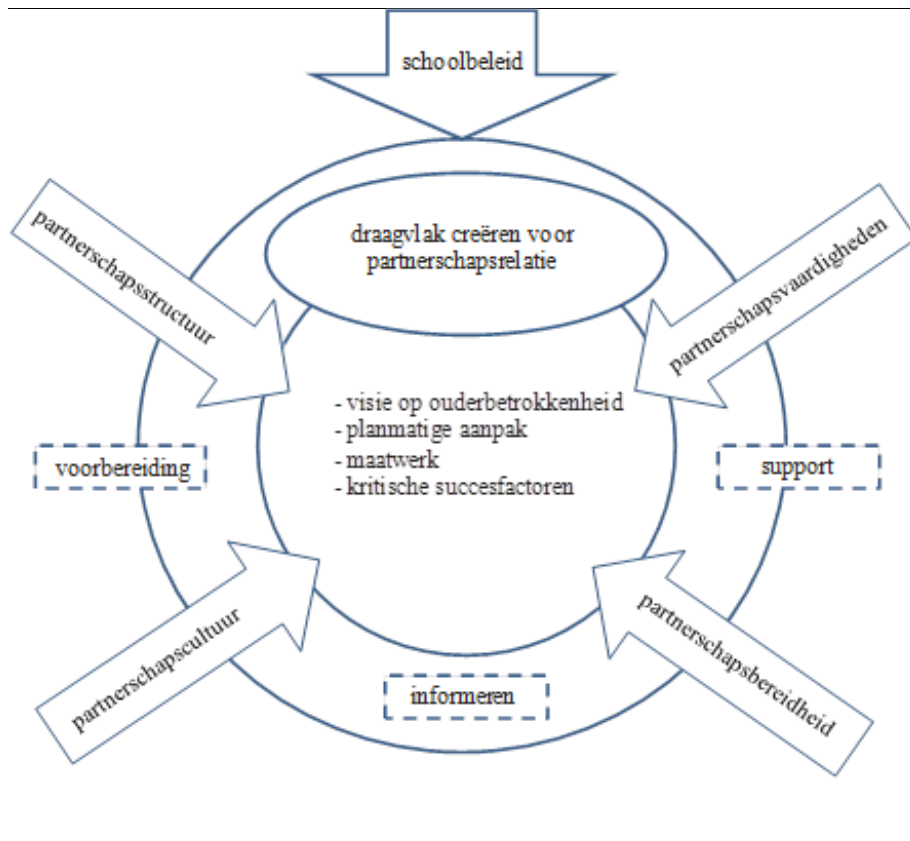 schoolbeleid
draagvlak creëren voor
partnerschapsrelatie
partnerschapsstructuur
partnerschapsvaardigheden
- visie op ouderbetrokkenheid
- planmatige aanpak
- maatwerk
- kritische succesfactoren
voorbereiding
support
partnerschapscultuur
partnerschapsbereidheid
informeren